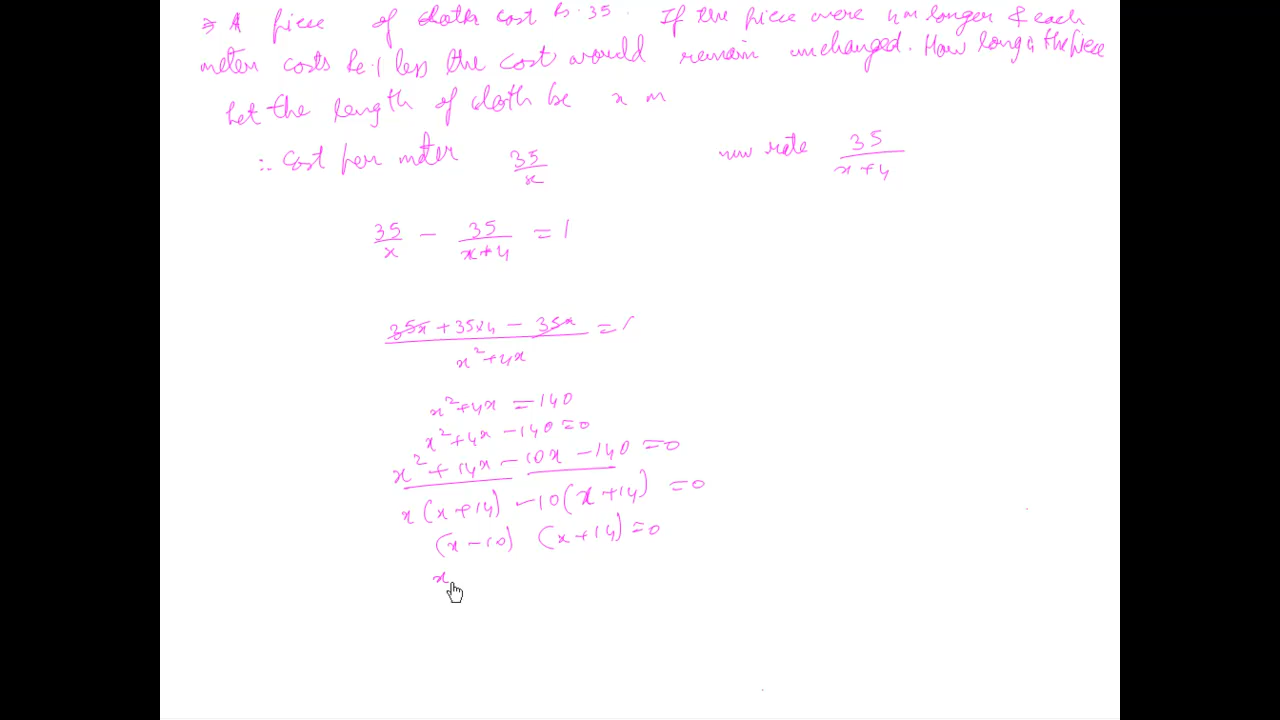 → A piece of cloth cost Rs. 35. If the piece were 4m longer & each
meter costs Re. 1 less the cost would remain unchanged. How long is the piece
Let the length of cloth be x m
∴ Cost per meter 35/x new rate 35/(x+4)
35/x - 35/(x+4) = 1
(35x + 35x4 - 35x)/(x²+4x) = 1
x²+4x = 140
x²+4x - 140 = 0
x² + 14x - 10x - 140 = 0
x(x+14) - 10(x+14) = 0
(x-10) (x+14) = 0
x